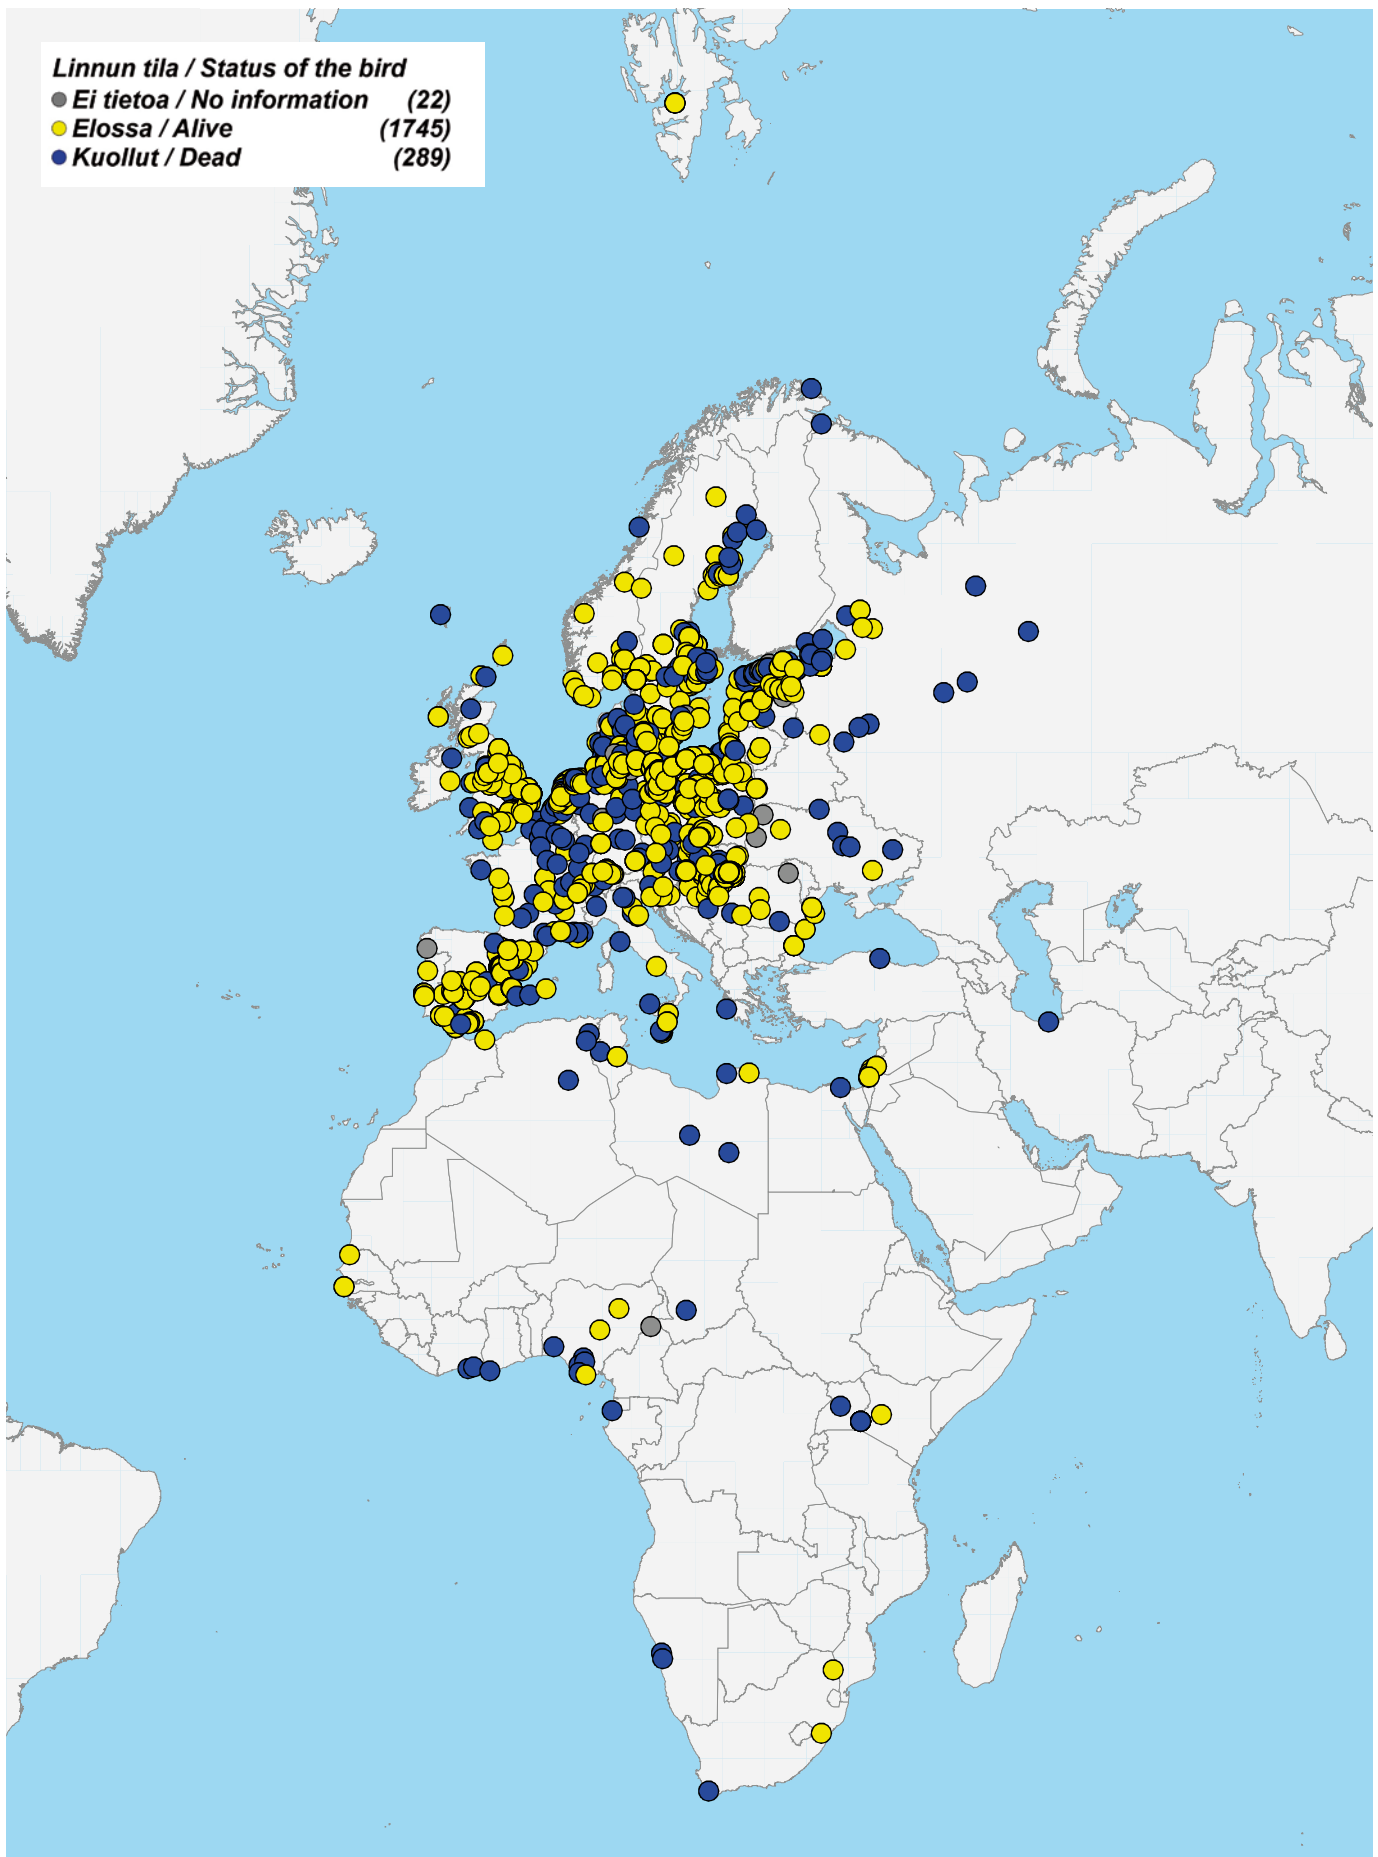 Linnun tila / Status of the bird
Ei tietoa / No information (22)
Elossa / Alive (1745)
Kuollut / Dead (289)